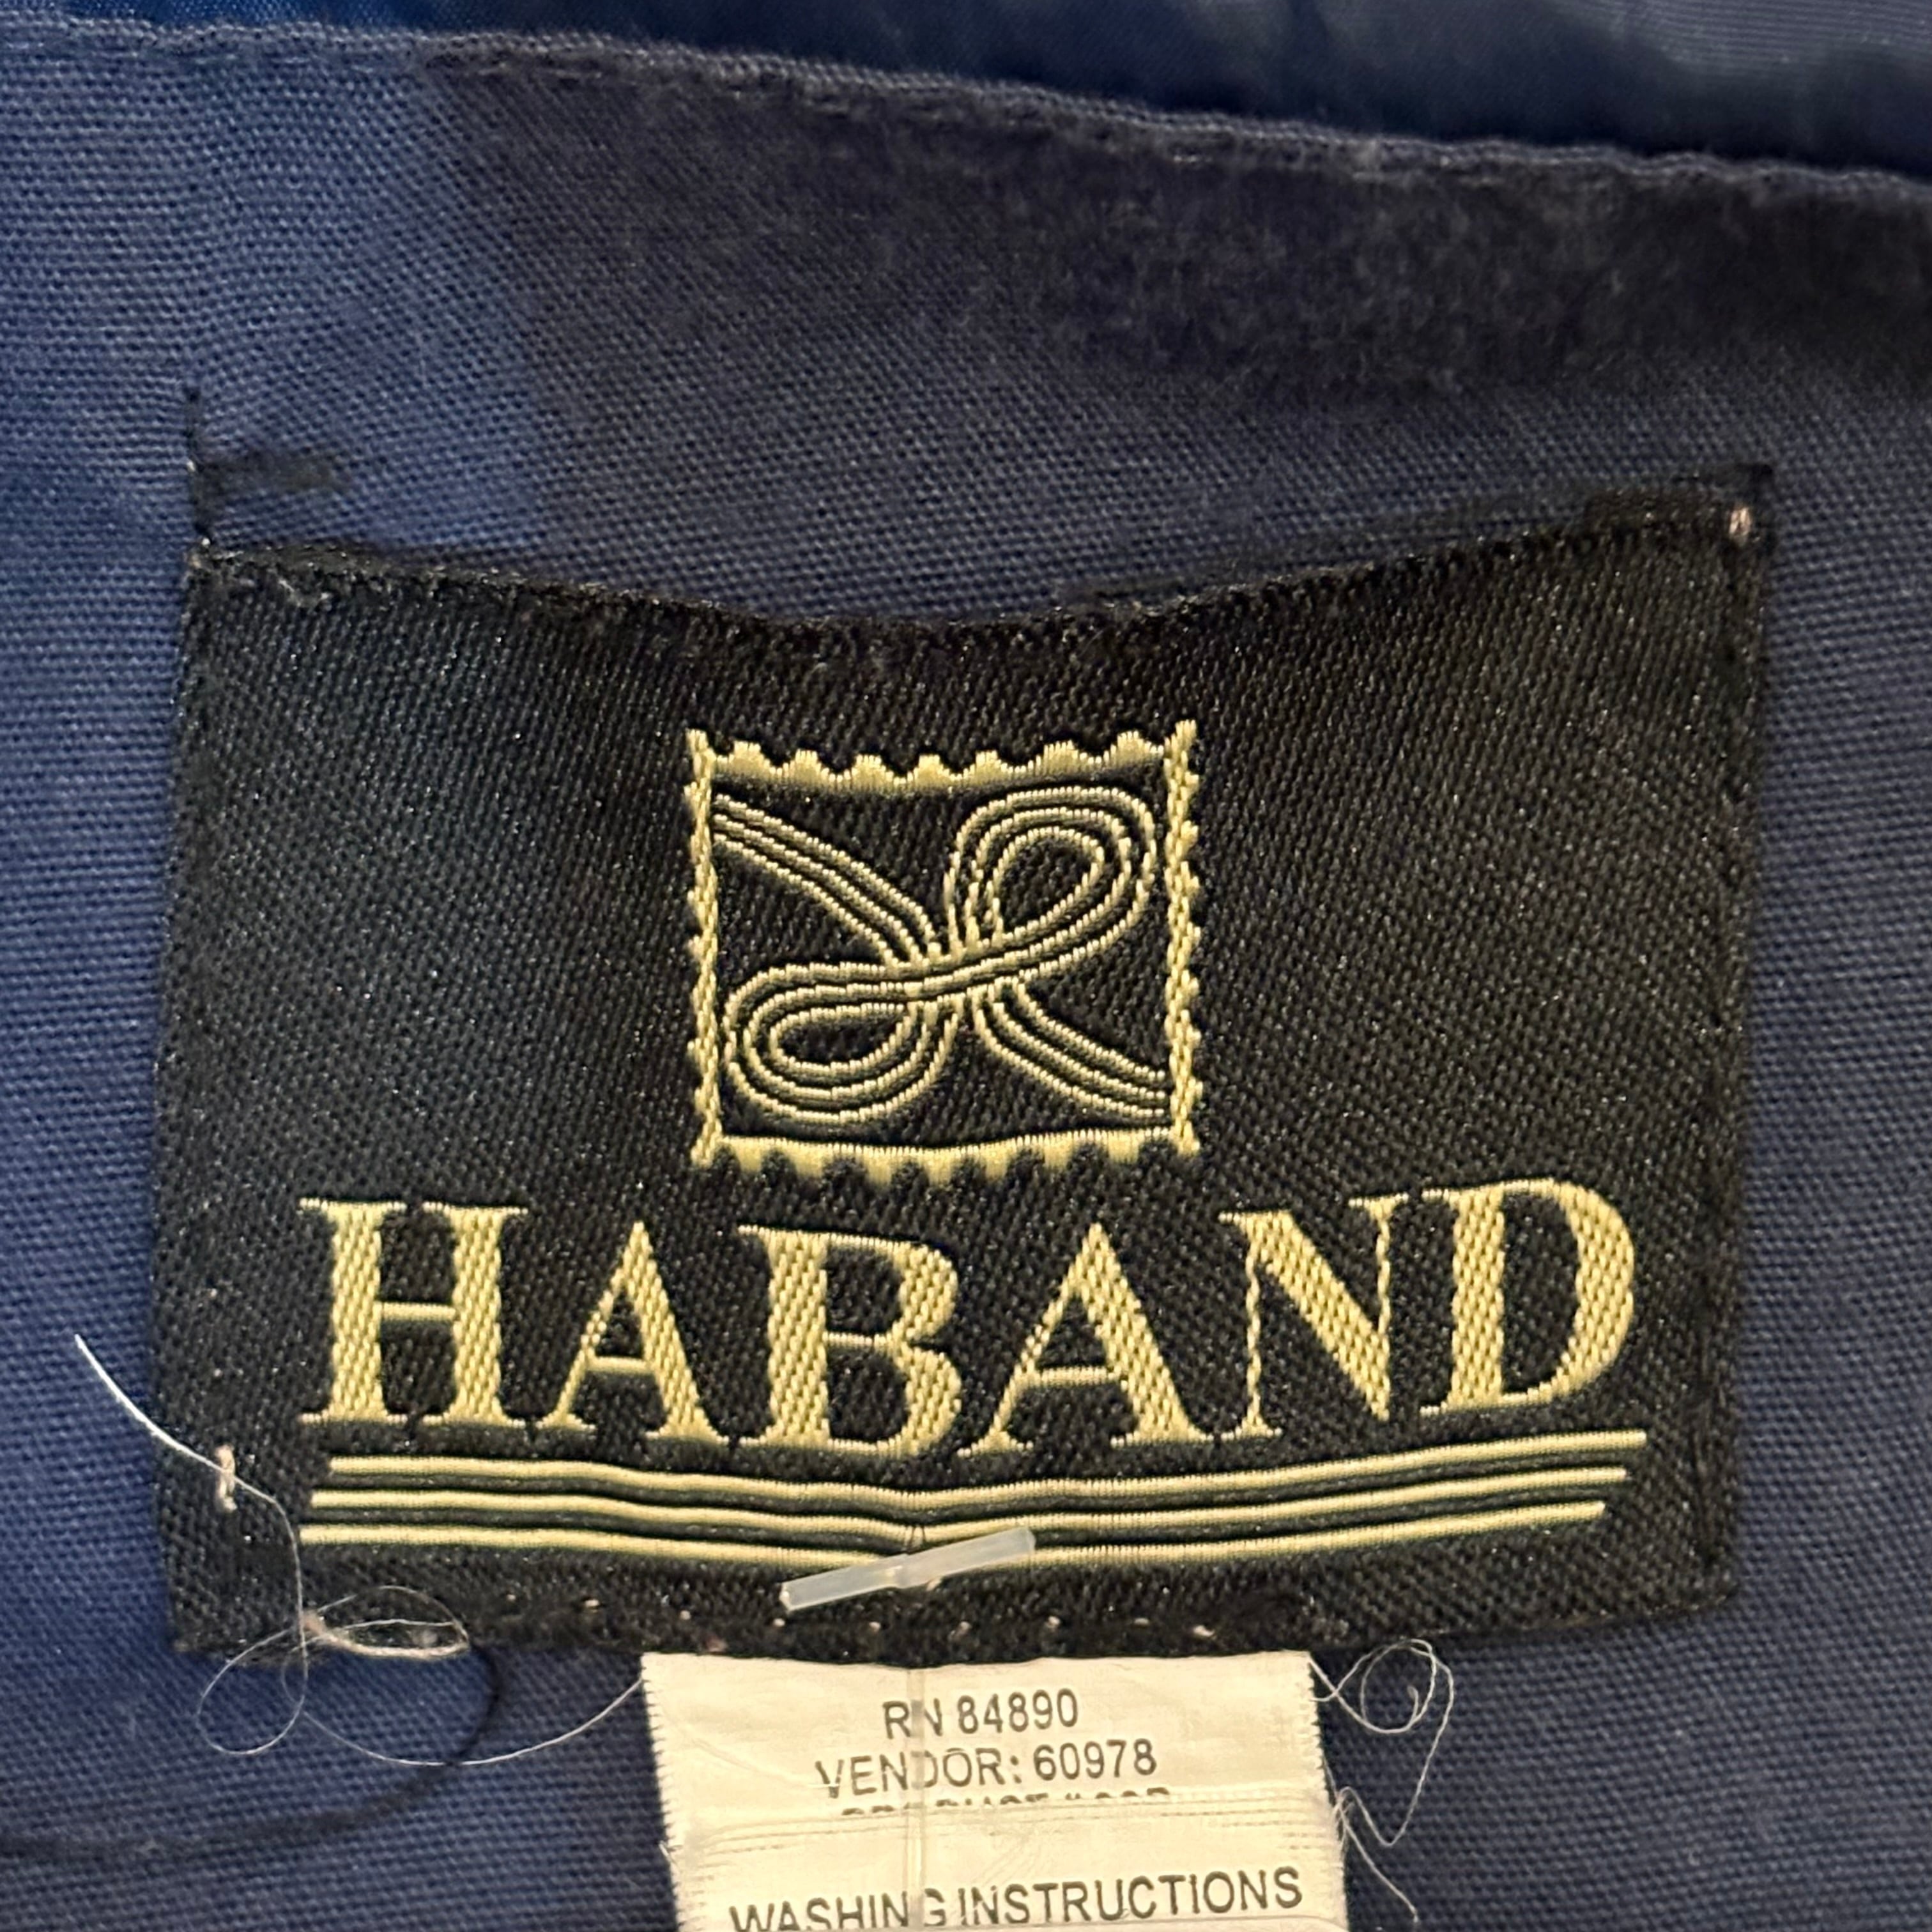 HABAND
RN 84890
VENDOR: 60978
WASHING INSTRUCTIONS